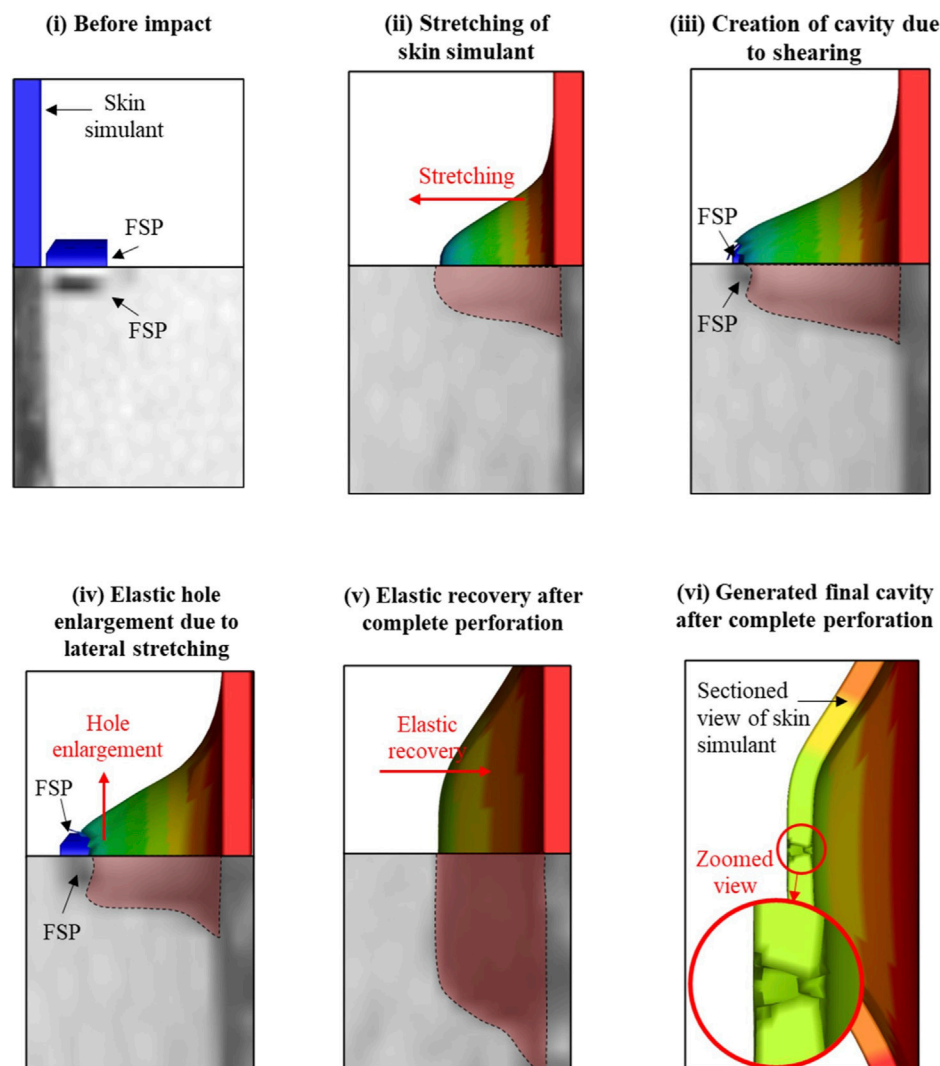 (i) Before impact
(ii) Stretching of
skin simulant
(iii) Creation of cavity due
to shearing
Skin
simulant
FSP
FSP
Stretching
FSP
FSP
(iv) Elastic hole
enlargement due to
lateral stretching
(v) Elastic recovery after
complete perforation
(vi) Generated final cavity
after complete perforation
Hole
enlargement
FSP
FSP
Elastic
recovery
Sectioned
view of skin
simulant
Zoomed
view